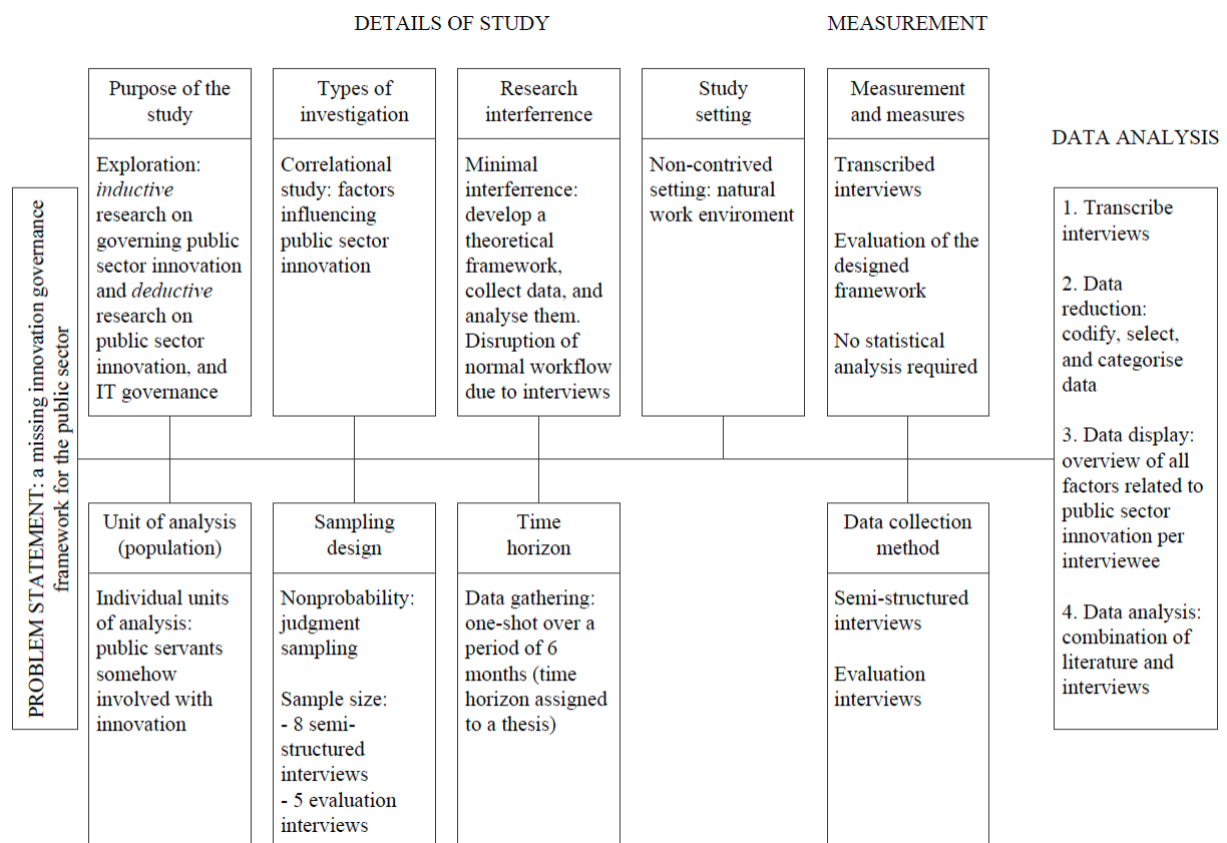 DETAILS OF STUDY
MEASUREMENT
DATA ANALYSIS
PROBLEM STATEMENT: a missing innovation governance
framework for the public sector
Purpose of the
study
Exploration:
inductive
research on
governing public
sector innovation
and deductive
research on
public sector
innovation, and
IT governance
Types of
investigation
Correlational
study: factors
influencing
public sector
innovation
Research
interferrence
Minimal
interferrence:
develop a
theoretical
framework,
collect data, and
analyse them.
Disruption of
normal workflow
due to interviews
Study
setting
Non-contrived
setting: natural
work enviroment
Measurement
and measures
Transcribed
interviews
Evaluation of the
designed
framework
No statistical
analysis required
Unit of analysis
(population)
Individual units
of analysis:
public servants
somehow
involved with
innovation
Sampling
design
Nonprobability:
judgment
sampling
Sample size:
- 8 semi-
structured
interviews
- 5 evaluation
interviews
Time
horizon
Data gathering:
one-shot over a
period of 6
months (time
horizon assigned
to a thesis)
Data collection
method
Semi-structured
interviews
Evaluation
interviews
1. Transcribe
interviews
2. Data
reduction:
codify, select,
and categorise
data
3. Data display:
overview of all
factors related to
public sector
innovation per
interviewee
4. Data analysis:
combination of
literature and
interviews